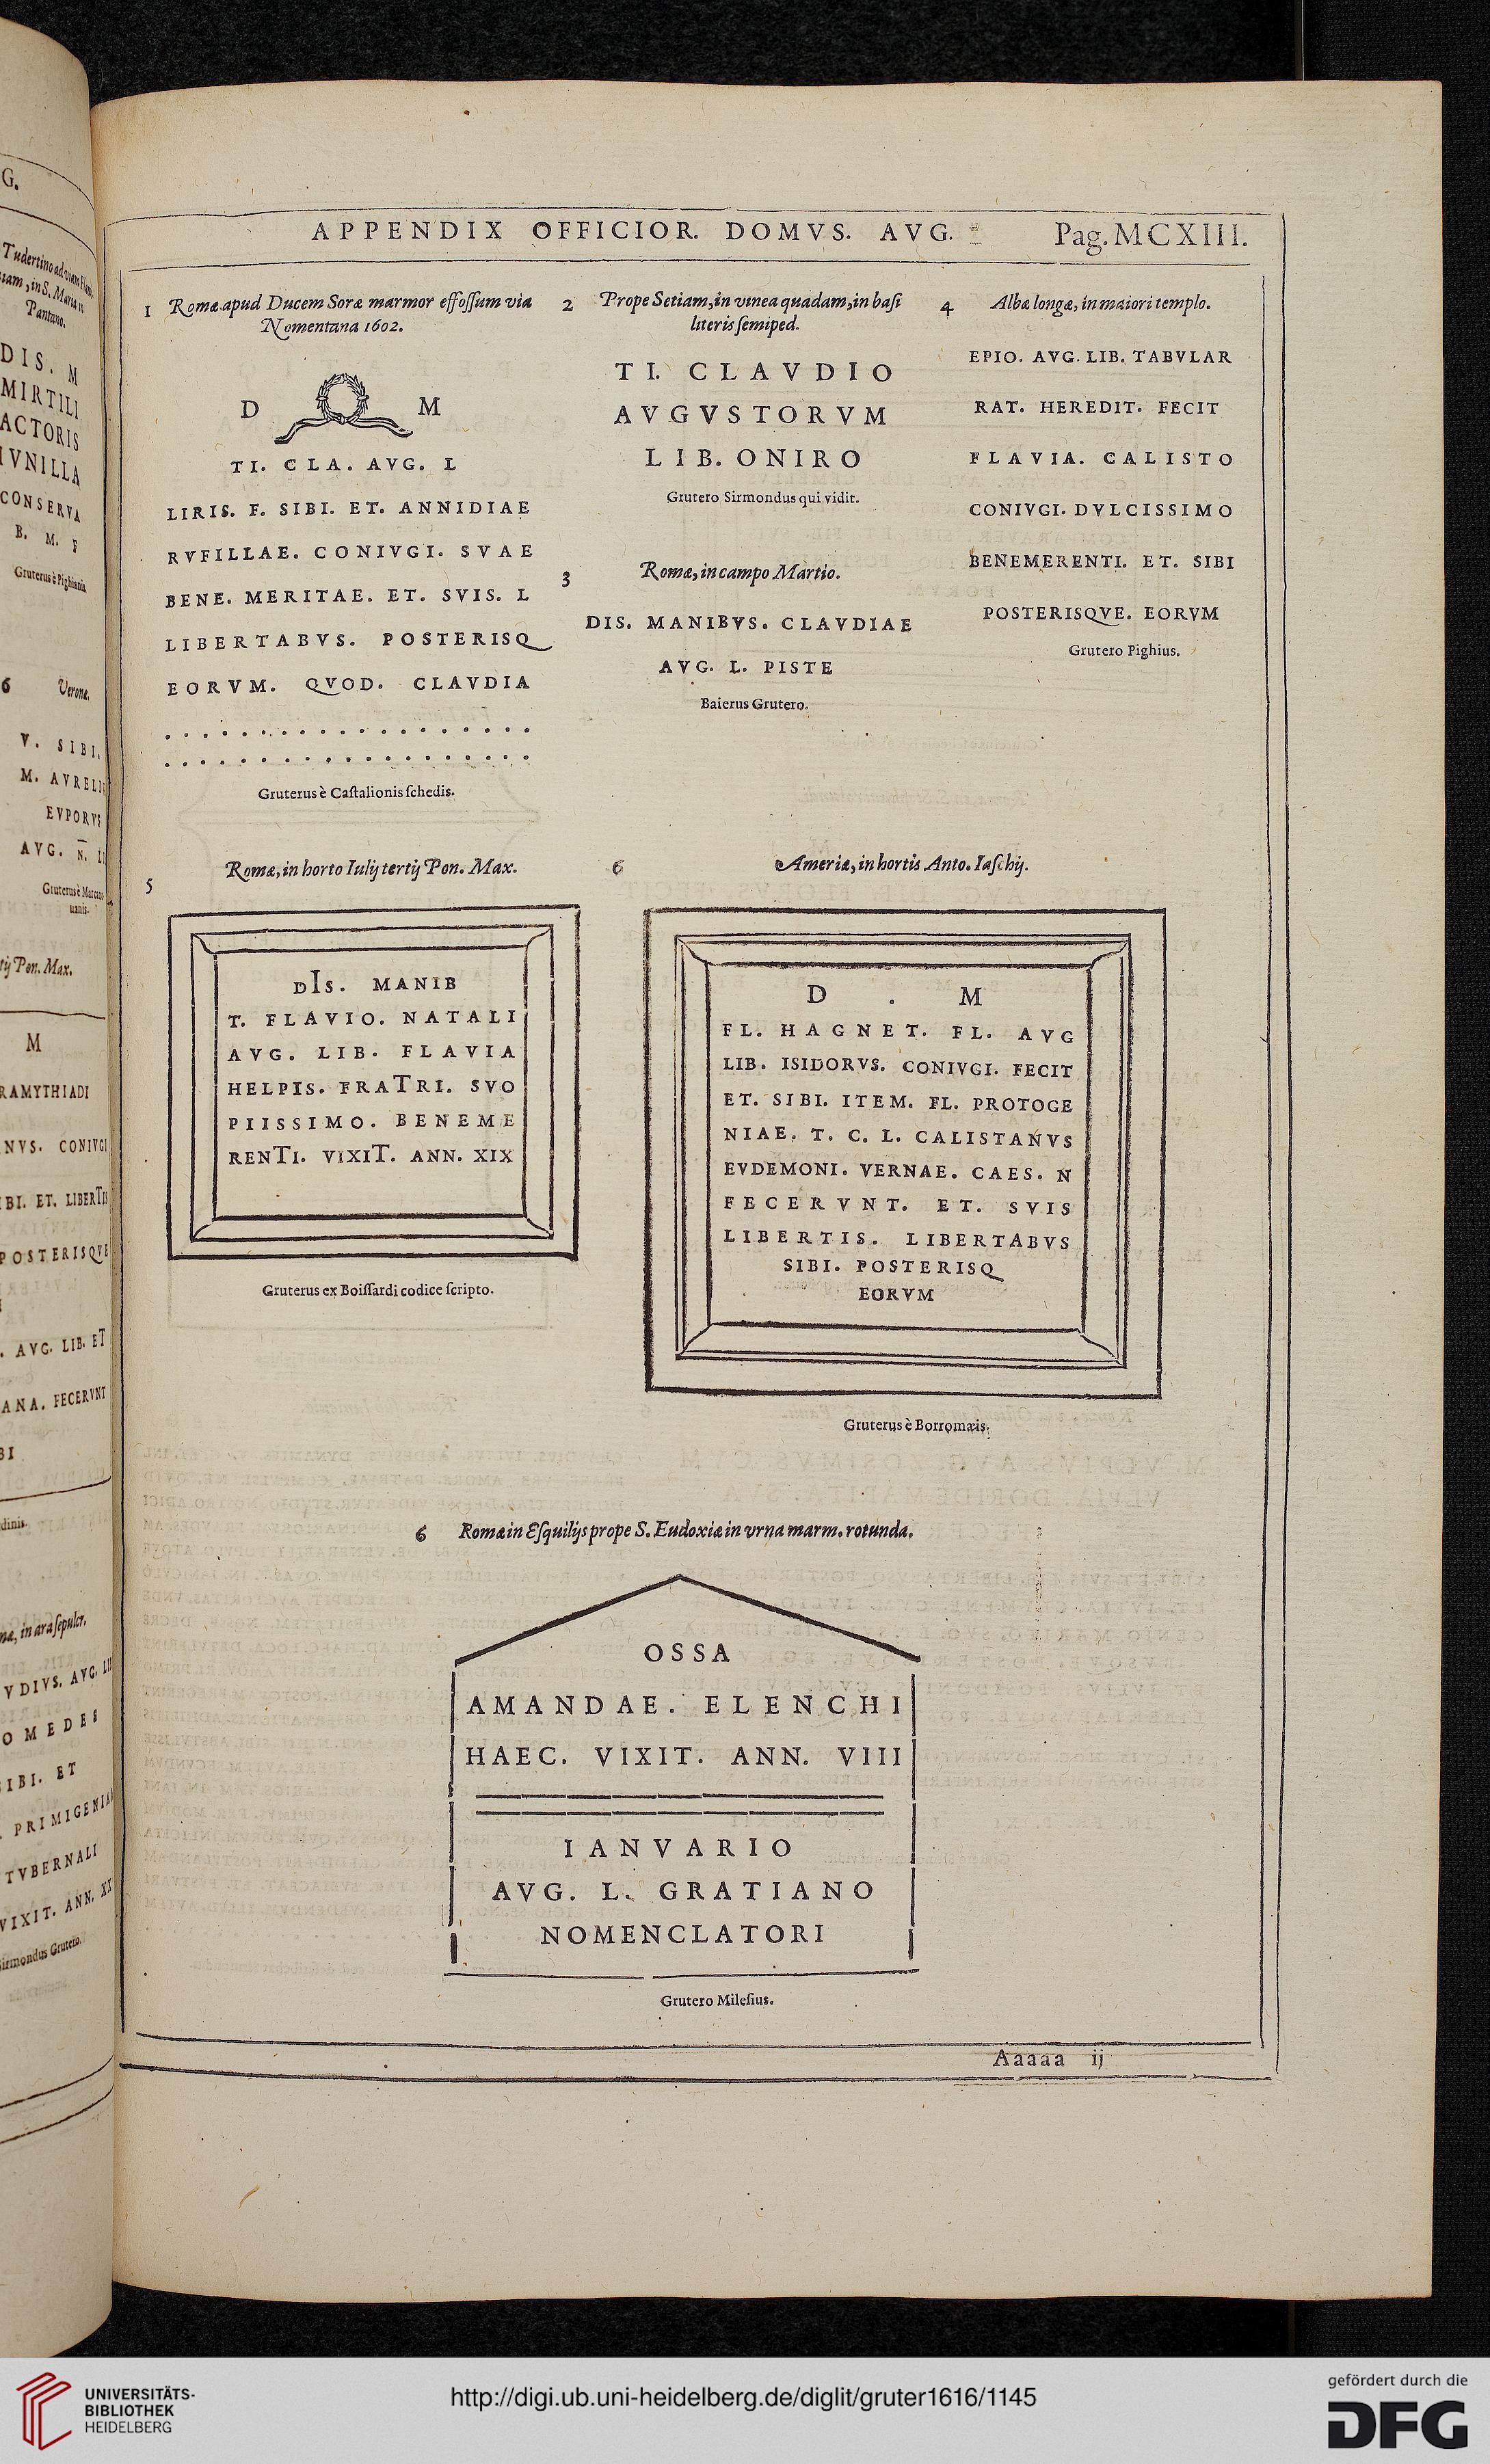 APPENDIX OFFICIOR. DOMVS. AVG. Pag. MCXIII.
1 Romæ apud Ducem Soræ marmor effossum via
Nomentana 1602.
D M
TI. CLA. AVG. L
LIRIS. F. SIBI. ET. ANNIDIAE
RVFILLAE. CONIVGI. SVAE
BENE. MERITAE. ET. SVIS. L
LIBERTABVS. POSTERISQ
EORVM. QVOD. CLAVDIA
. . . . . . . . . . . . . . . . . . . .
. . . . . . . . . . . . . . . . . . . .
Gruterus è Castalionis schedis.
2 Prope Setiam, in vinea quadam, in basi
literis semiped.
TI. CLAVDIO
AVGVSTORVM
LIB. ONIRO
Grutero Sirmondus qui vidit.
3 Romæ, in campo Martio.
DIS. MANIBVS. CLAVDIAE
AVG. L. PISTE
Baierus Grutero.
4 Albæ longæ, in maiori templo.
EPIO. AVG. LIB. TABVLAR
RAT. HEREDIT. FECIT
FLAVIA. CALISTO
CONIVGI. DVLCISSIMO
BENEMERENTI. ET. SIBI
POSTERISQVE. EORVM
Grutero Pighius.
5 Romæ, in horto Iulij tertij Pon. Max.
DIS. MANIB
T. FLAVIO. NATALI
AVG. LIB. FLAVIA
HELPIS. FRATRI. SVO
PIISSIMO. BENEME
RENTI. VIXIT. ANN. XIX
Gruterus ex Boissardi codice scripto.
6 Ameriæ, in hortis Anto. Iaschij.
D . M
FL. HAGNET. FL. AVG
LIB. ISIDORVS. CONIVGI. FECIT
ET. SIBI. ITEM. FL. PROTOGE
NIAE. T. C. L. CALISTANVS
EVDEMONI. VERNAE. CAES. N
FECERVNT. ET. SVIS
LIBERTIS. LIBERTABVS
SIBI. POSTERISQ
EORVM
Gruterus è Borromæis.
6 Romæ in Esquilijs prope S. Eudoxiæ in vrna marm. rotunda.
OSSA
AMANDAE. ELENCHI
HAEC. VIXIT. ANN. VIII
IANVARIO
AVG. L. GRATIANO
NOMENCLATORI
Grutero Milesius.
Aaaaa ij
UNIVERSITÄTS-
BIBLIOTHEK
HEIDELBERG
http://digi.ub.uni-heidelberg.de/diglit/gruter1616/1145
gefördert durch die
DFG